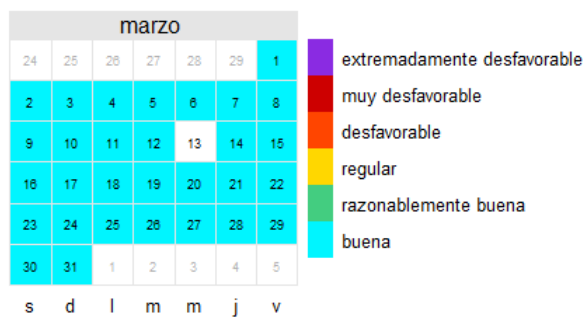 marzo
24 25 26 27 28 29 1
2 3 4 5 6 7 8
9 10 11 12 13 14 15
16 17 18 19 20 21 22
23 24 25 26 27 28 29
30 31 1 2 3 4 5
s d l m m j v
extremadamente desfavorable
muy desfavorable
desfavorable
regular
razonablemente buena
buena